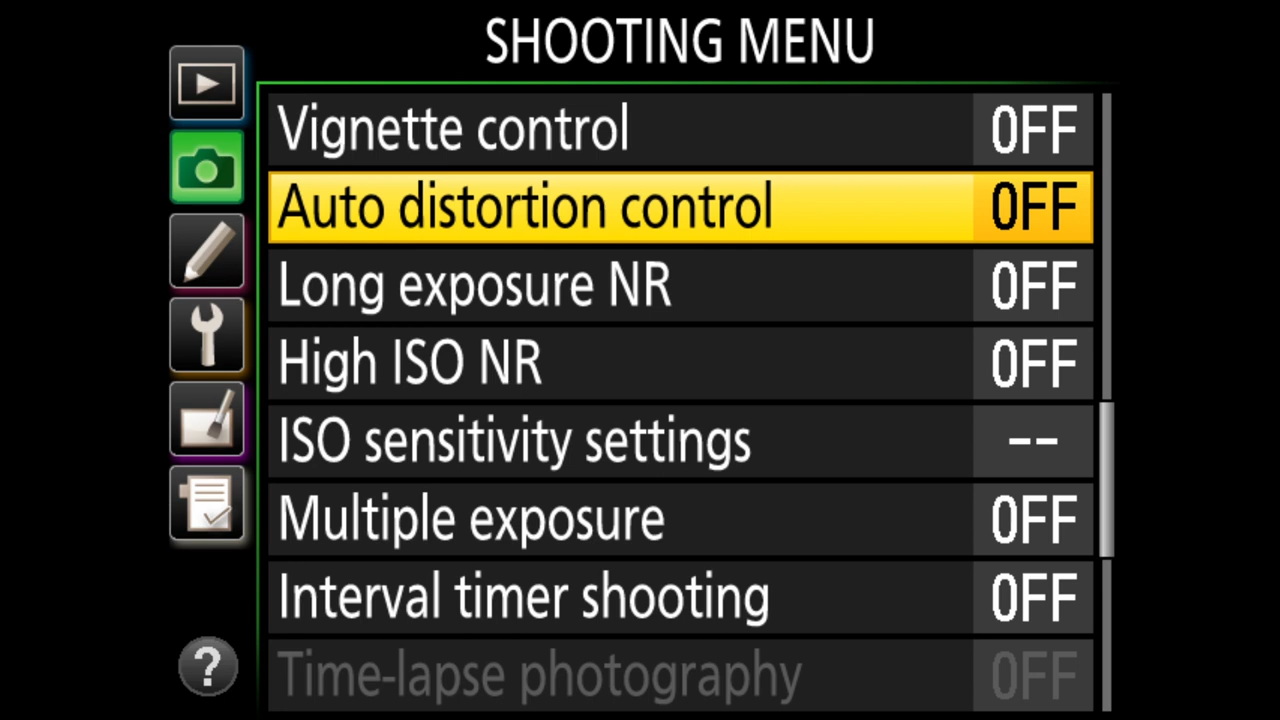 SHOOTING MENU
Vignette control OFF
Auto distortion control OFF
Long exposure NR OFF
High ISO NR OFF
ISO sensitivity settings --
Multiple exposure OFF
Interval timer shooting OFF
Time-lapse photography OFF
?